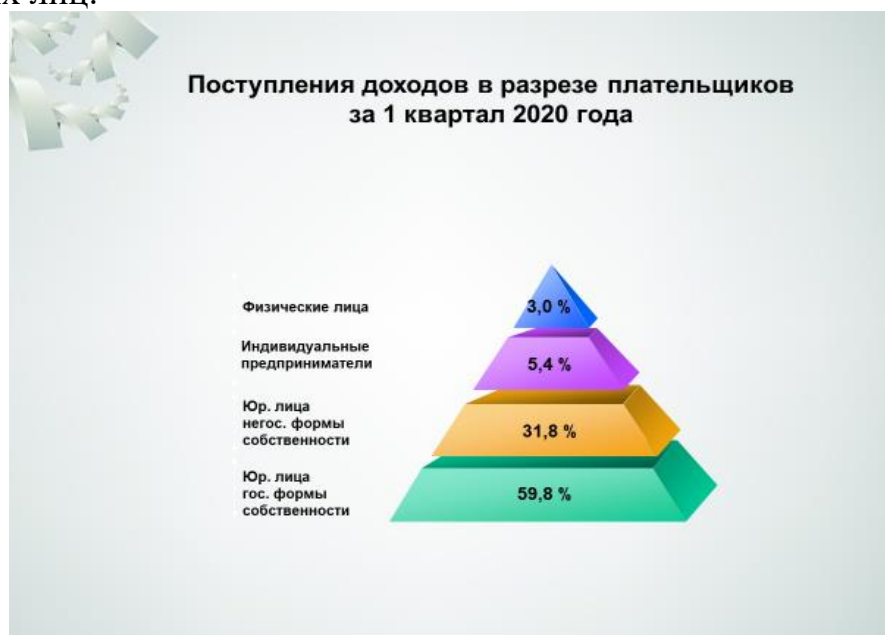 х лиц.
Поступления доходов в разрезе плательщиков
за 1 квартал 2020 года
Физические лица
3,0 %
Индивидуальные
предприниматели
5,4 %
Юр. лица
негос. формы
собственности
31,8 %
Юр. лица
гос. формы
собственности
59,8 %